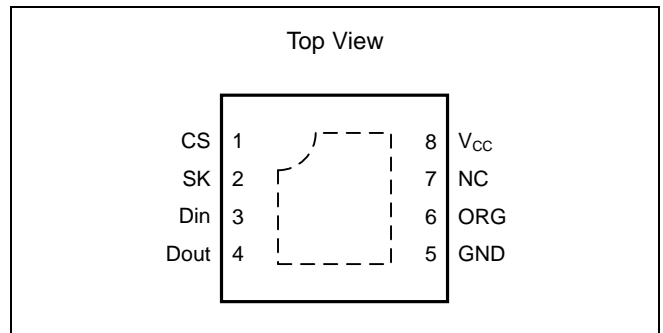 Top View
CS 1 8 VCC
SK 2 7 NC
Din 3 6 ORG
Dout 4 5 GND